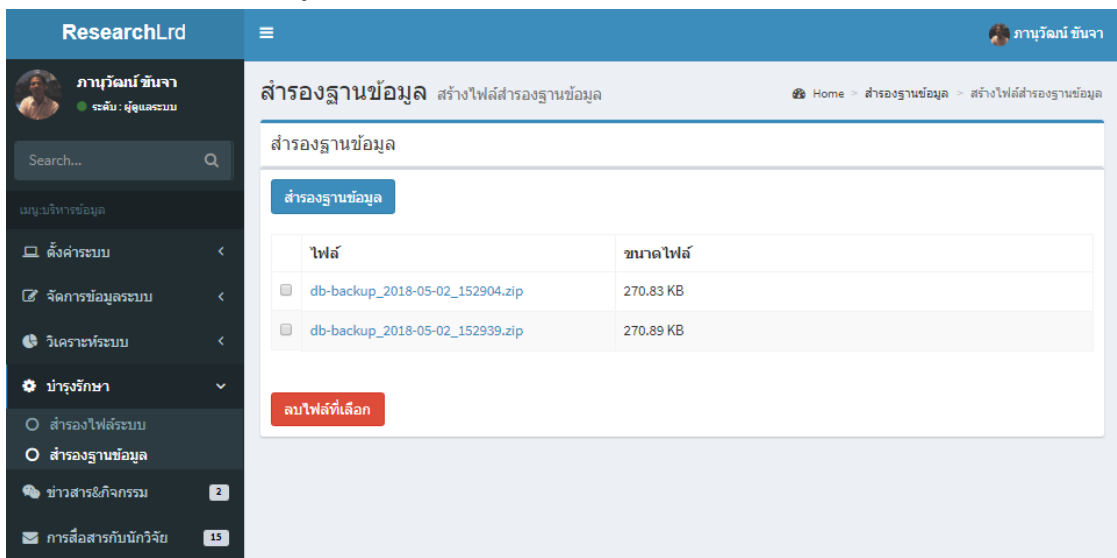 ResearchLrd
ภานุวัฒน์ ขันจา
ภานุวัฒน์ ขันจา
ระดับ : ผู้ดูแลระบบ
Search...
เมนู:บริหารข้อมูล
ตั้งค่าระบบ
จัดการข้อมูลระบบ
วิเคราะห์ระบบ
บำรุงรักษา
สำรองไฟล์ระบบ
สำรองฐานข้อมูล
ข่าวสาร&กิจกรรม 2
การสื่อสารกับนักวิจัย 15
สำรองฐานข้อมูล สร้างไฟล์สำรองฐานข้อมูล
Home > สำรองฐานข้อมูล > สร้างไฟล์สำรองฐานข้อมูล
สำรองฐานข้อมูล
สำรองฐานข้อมูล
ไฟล์ ขนาดไฟล์
db-backup_2018-05-02_152904.zip 270.83 KB
db-backup_2018-05-02_152939.zip 270.89 KB
ลบไฟล์ที่เลือก